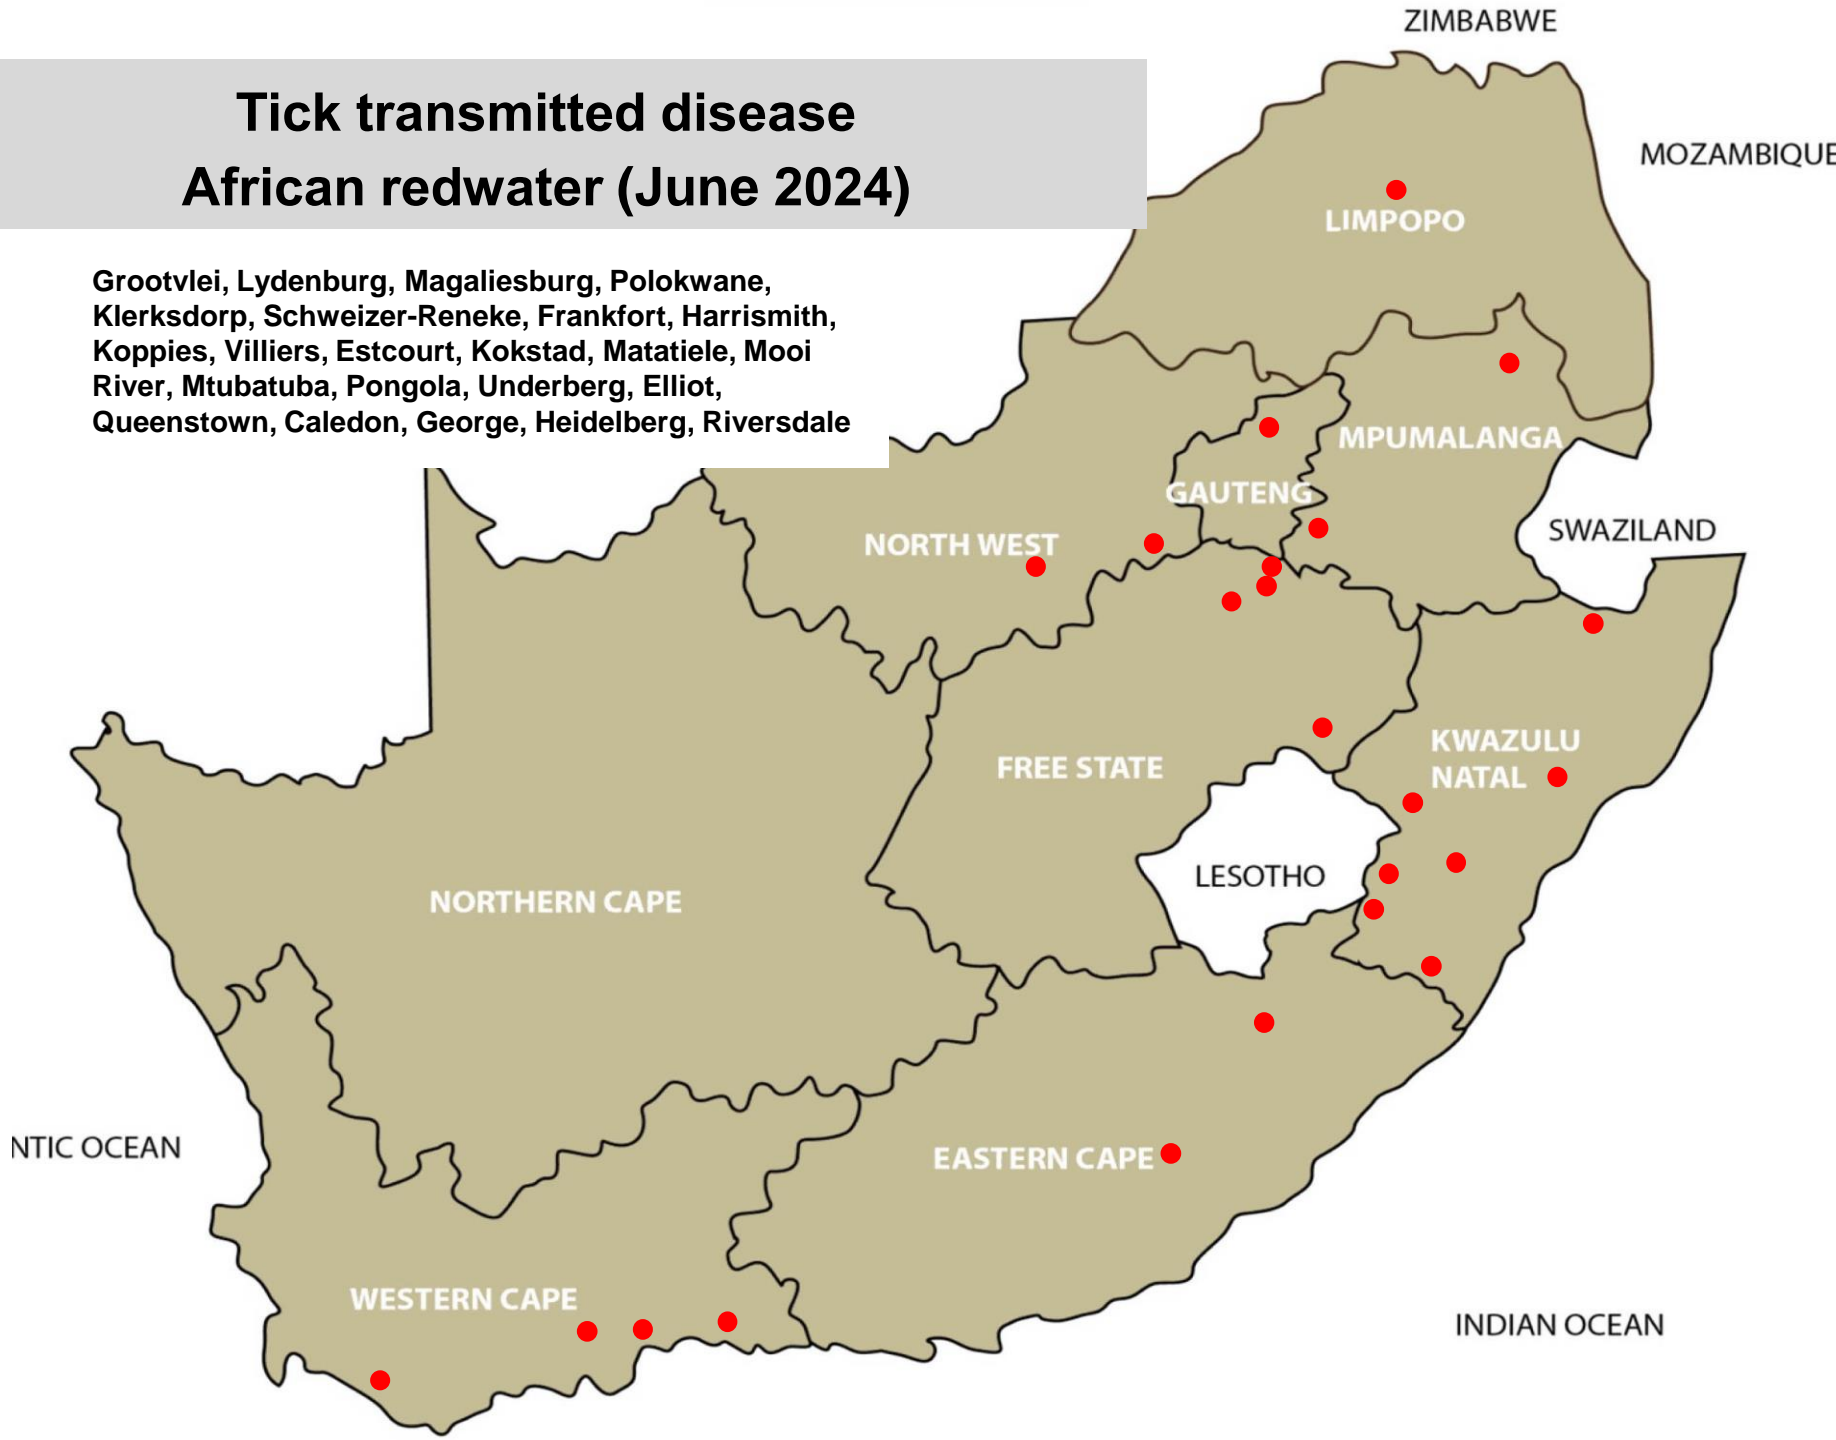 Tick transmitted disease
African redwater (June 2024)
Grootvlei, Lydenburg, Magaliesburg, Polokwane,
Klerksdorp, Schweizer-Reneke, Frankfort, Harrismith,
Koppies, Villiers, Estcourt, Kokstad, Matatiele, Mooi
River, Mtubatuba, Pongola, Underberg, Elliot,
Queenstown, Caledon, George, Heidelberg, Riversdale
ZIMBABWE
MOZAMBIQUE
LIMPOPO
MPUMALANGA
GAUTENG
NORTH WEST
SWAZILAND
FREE STATE
KWAZULU
NATAL
LESOTHO
NORTHERN CAPE
NTIC OCEAN
EASTERN CAPE
WESTERN CAPE
INDIAN OCEAN